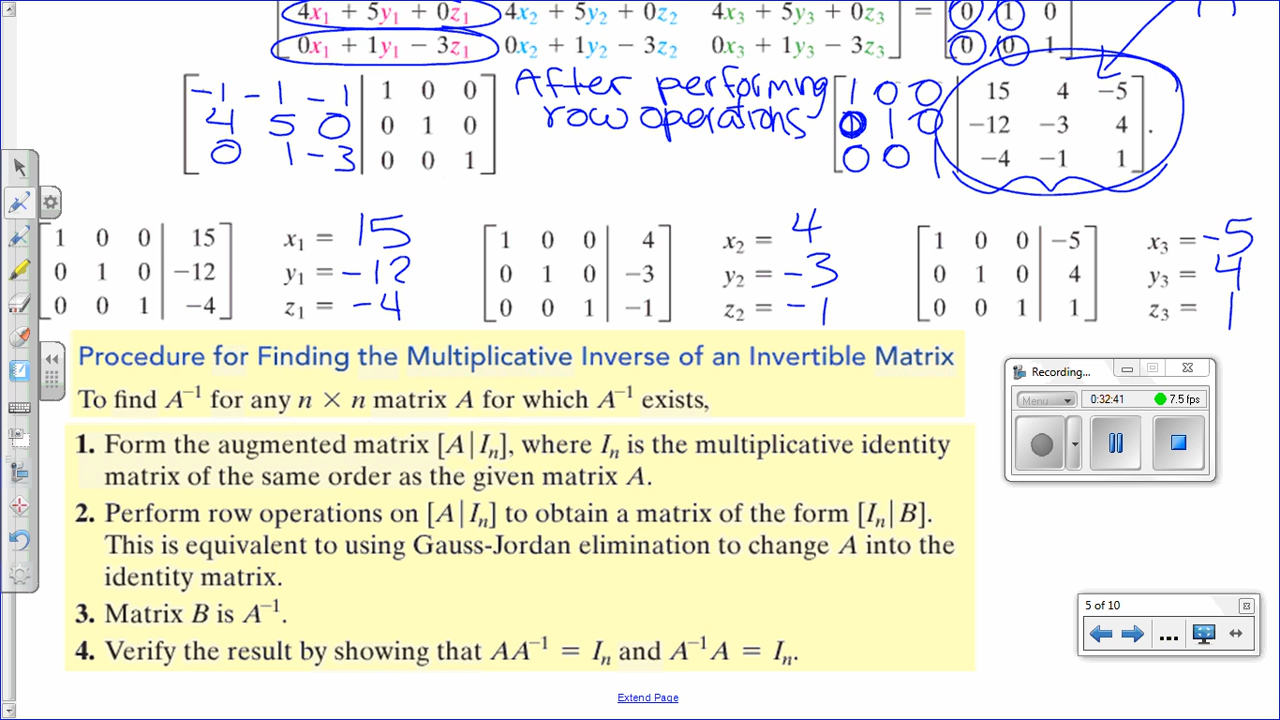 4x₁ + 5y₁ + 0z₁ 4x₂ + 5y₂ + 0z₂ 4x₃ + 5y₃ + 0z₃ = 0 1 0
0x₁ + 1y₁ − 3z₁ 0x₂ + 1y₂ − 3z₂ 0x₃ + 1y₃ − 3z₃ 0 0 1
−1 −1 −1 | 1 0 0 After performing 1 0 0 | 15 4 −5
4 5 0 | 0 1 0 row operations 0 1 0 | −12 −3 4 .
0 1 −3 | 0 0 1 0 0 1 | −4 −1 1
1 0 0 | 15 x₁ = 15 1 0 0 | 4 x₂ = 4 1 0 0 | −5 x₃ = −5
0 1 0 | −12 y₁ = −12 0 1 0 | −3 y₂ = −3 0 1 0 | 4 y₃ = 4
0 0 1 | −4 z₁ = −4 0 0 1 | −1 z₂ = −1 0 0 1 | 1 z₃ = 1
Procedure for Finding the Multiplicative Inverse of an Invertible Matrix
To find A⁻¹ for any n × n matrix A for which A⁻¹ exists,
1. Form the augmented matrix [A|Iₙ], where Iₙ is the multiplicative identity
matrix of the same order as the given matrix A.
2. Perform row operations on [A|Iₙ] to obtain a matrix of the form [Iₙ|B].
This is equivalent to using Gauss-Jordan elimination to change A into the
identity matrix.
3. Matrix B is A⁻¹.
4. Verify the result by showing that AA⁻¹ = Iₙ and A⁻¹A = Iₙ.
Extend Page
Recording...
Menu 0:32:41 7.5 fps
5 of 10